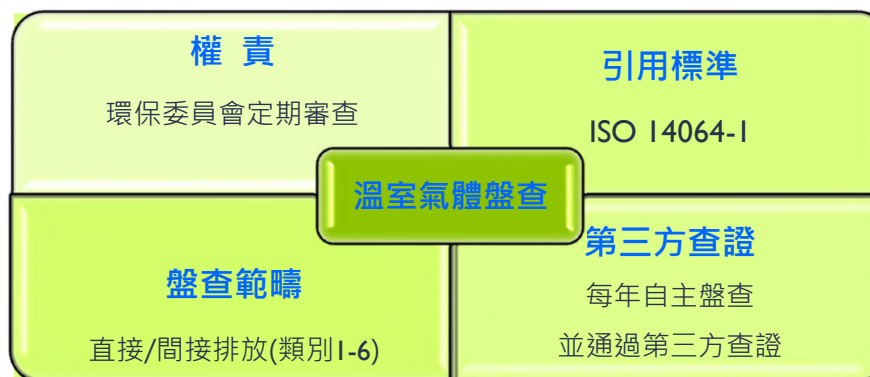 權 責
環保委員會定期審查
引用標準
ISO 14064-1
溫室氣體盤查
盤查範疇
直接/間接排放(類別1-6)
第三方查證
每年自主盤查
並通過第三方查證